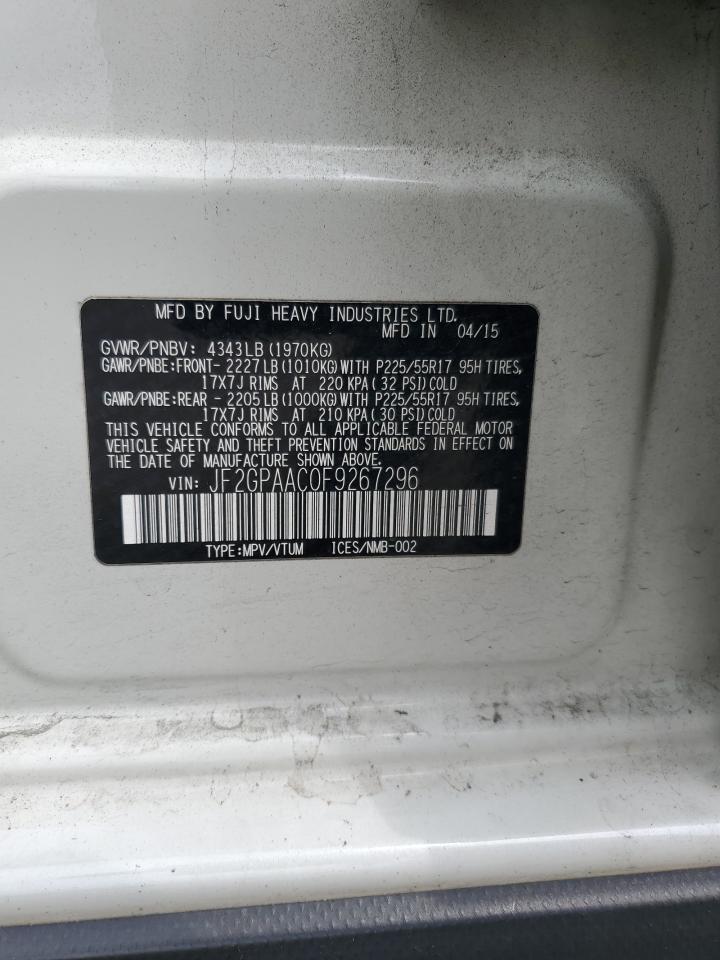 MFD BY FUJI HEAVY INDUSTRIES LTD.
MFD IN 04/15
GVWR/PNBV: 4343LB (1970KG)
GAWR/PNBE:FRONT- 2227 LB (1010KG) WITH P225/55R17 95H TIRES,
17X7J RIMS AT 220 KPA ( 32 PSI) COLD
GAWR/PNBE:REAR - 2205 LB (1000KG) WITH P225/55R17 95H TIRES,
17X7J RIMS AT 210 KPA ( 30 PSI) COLD
THIS VEHICLE CONFORMS TO ALL APPLICABLE FEDERAL MOTOR
VEHICLE SAFETY AND THEFT PREVENTION STANDARDS IN EFFECT ON
THE DATE OF MANUFACTURE SHOWN ABOVE.
VIN: JF2GPAAC0F9267296
TYPE:MPV/VTUM ICES/NMB-002